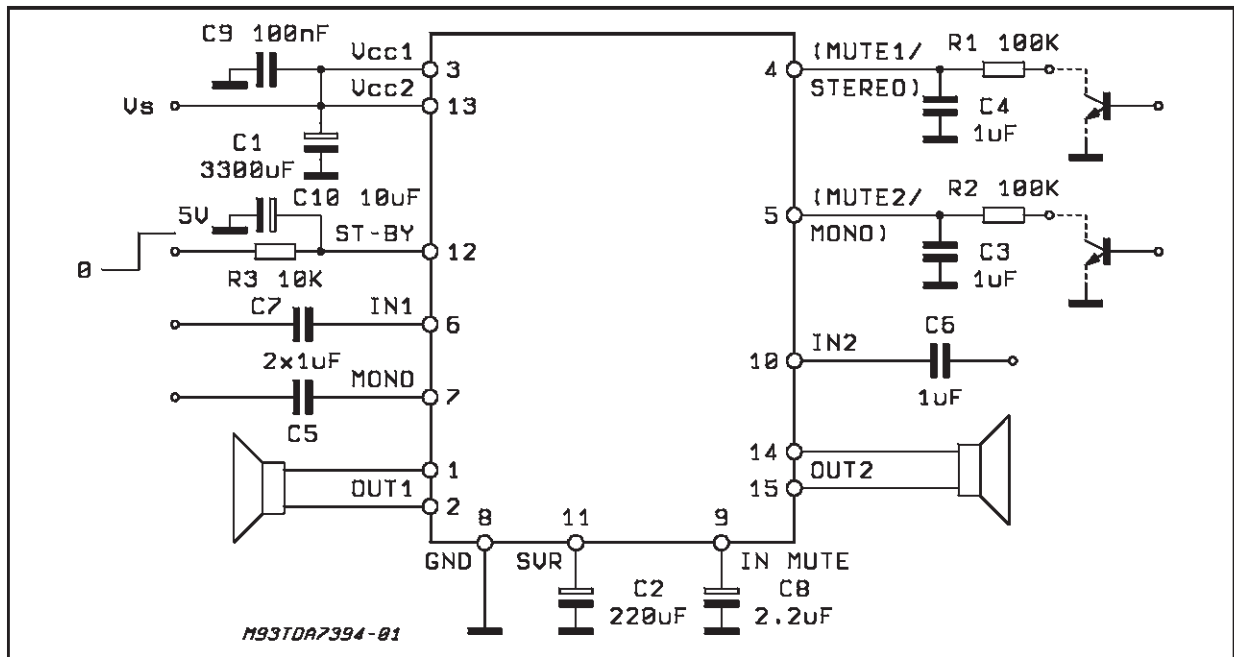 C9 100nF
Vcc1
3
Vcc2
13
Vs
C1
3300uF
C10 10uF
5V
ST-BY
12
0
R3 10K
C7
IN1
6
2x1uF
MONO
7
C5
1
OUT1
2
8
GND
11
SVR
9
IN MUTE
C2
220uF
C8
2.2uF
4
(MUTE1/
STEREO)
R1 100K
C4
1uF
5
(MUTE2/
MONO)
R2 100K
C3
1uF
10
IN2
C6
1uF
14
OUT2
15
M93TDA7394-01